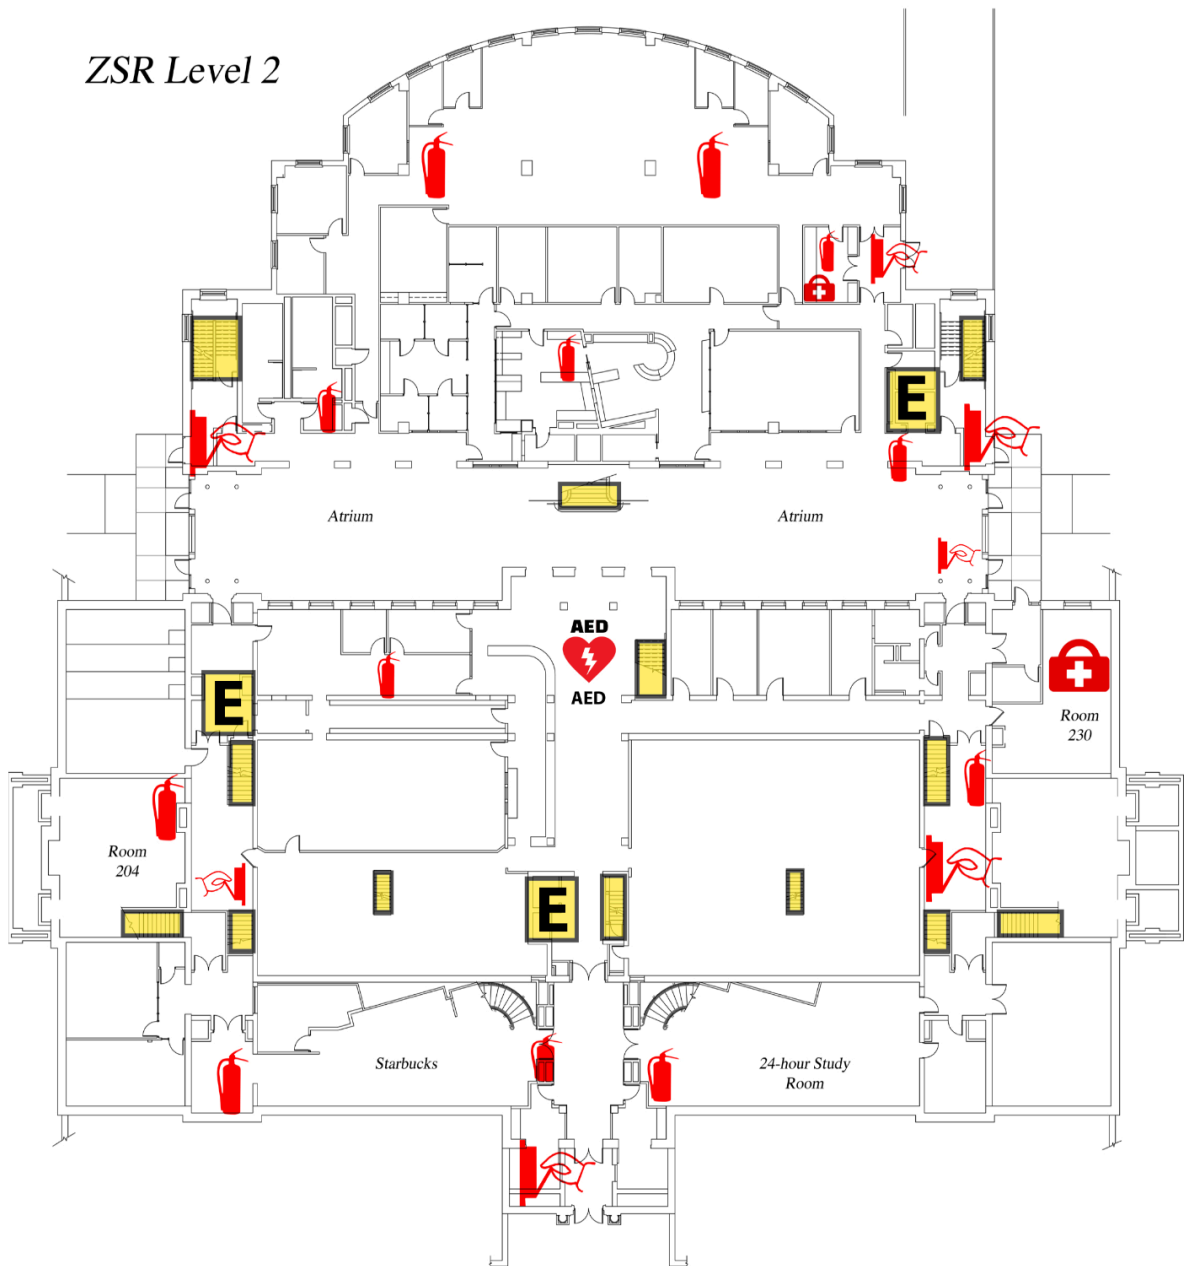 ZSR Level 2
E
Atrium
Atrium
AED
AED
E
Room
230
Room
204
E
Starbucks
24-hour Study
Room